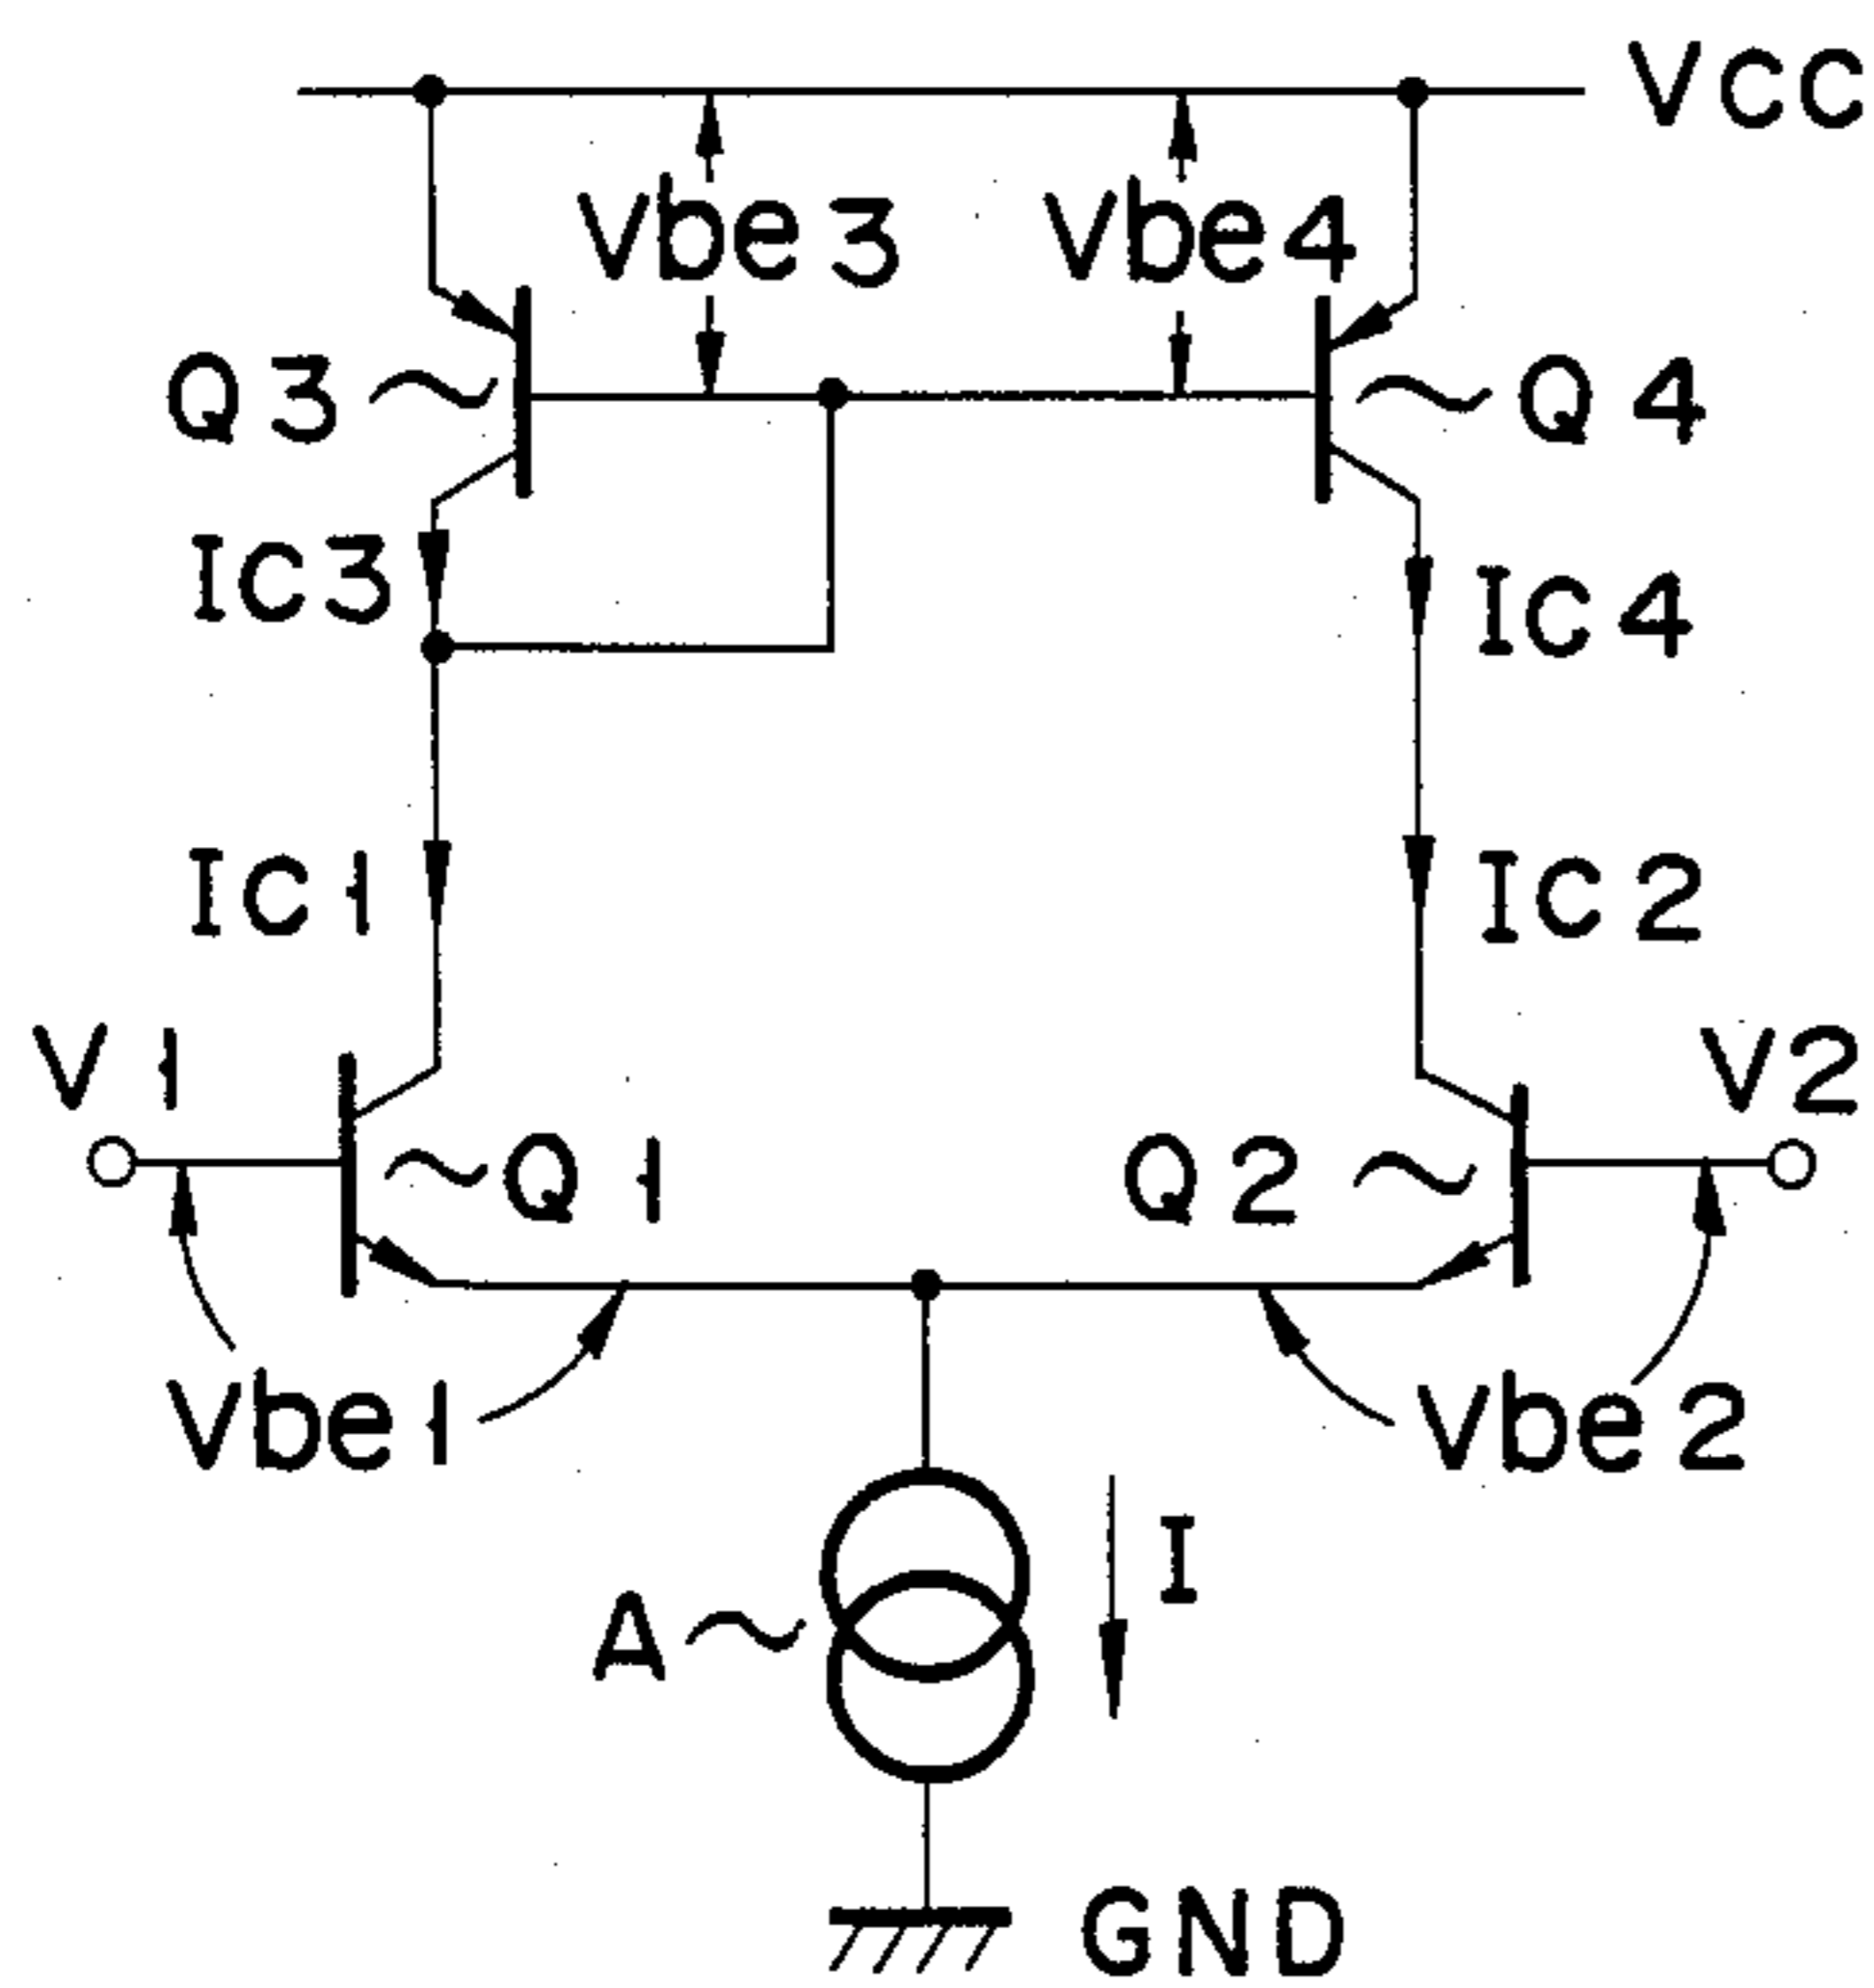 VCC
Vbe3 Vbe4
Q3 Q4
IC3 IC4
IC1 IC2
V1 V2
Q1 Q2
Vbe1 Vbe2
I
A
GND